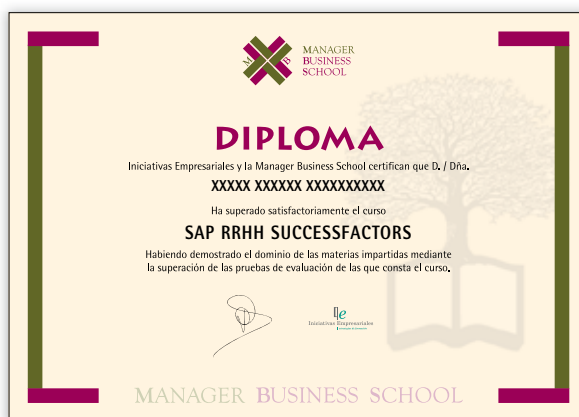 M B
MANAGER
BUSINESS
SCHOOL
DIPLOMA
Iniciativas Empresariales y la Manager Business School certifican que D. / Dña.
XXXXX XXXXXX XXXXXXXXXX
Ha superado satisfactoriamente el curso
SAP RRHH SUCCESSFACTORS
Habiendo demostrado el dominio de las materias impartidas mediante
la superación de las pruebas de evaluación de las que consta el curso.
Ie
Iniciativas Empresariales
MANAGER BUSINESS SCHOOL